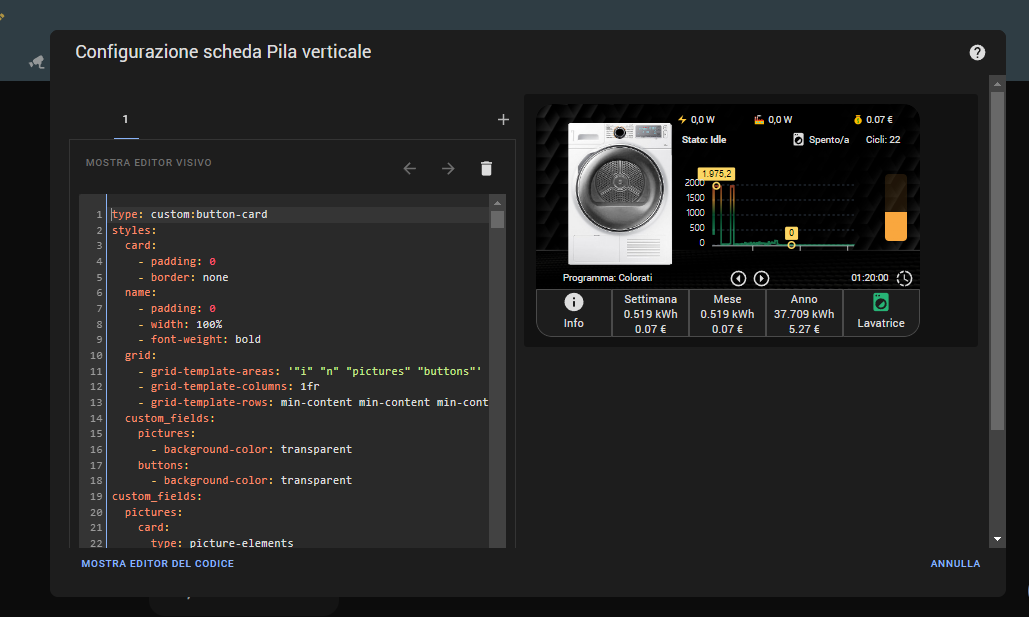 Configurazione scheda Pila verticale
?
1
+
MOSTRA EDITOR VISIVO
1 type: custom:button-card
2 styles:
3 card:
4 - padding: 0
5 - border: none
6 name:
7 - padding: 0
8 - width: 100%
9 - font-weight: bold
10 grid:
11 - grid-template-areas: '"i" "n" "pictures" "buttons"'
12 - grid-template-columns: 1fr
13 - grid-template-rows: min-content min-content min-cont
14 custom_fields:
15 pictures:
16 - background-color: transparent
17 buttons:
18 - background-color: transparent
19 custom_fields:
20 pictures:
21 card:
22 type: picture-elements
0,0 W
0,0 W
0.07 €
Stato: Idle
Spento/a
Cicli: 22
1.975,2
2000
1500
1000
500
0
0
Programma: Colorati
01:20:00
Info
Settimana
0.519 kWh
0.07 €
Mese
0.519 kWh
0.07 €
Anno
37.709 kWh
5.27 €
Lavatrice
MOSTRA EDITOR DEL CODICE
ANNULLA